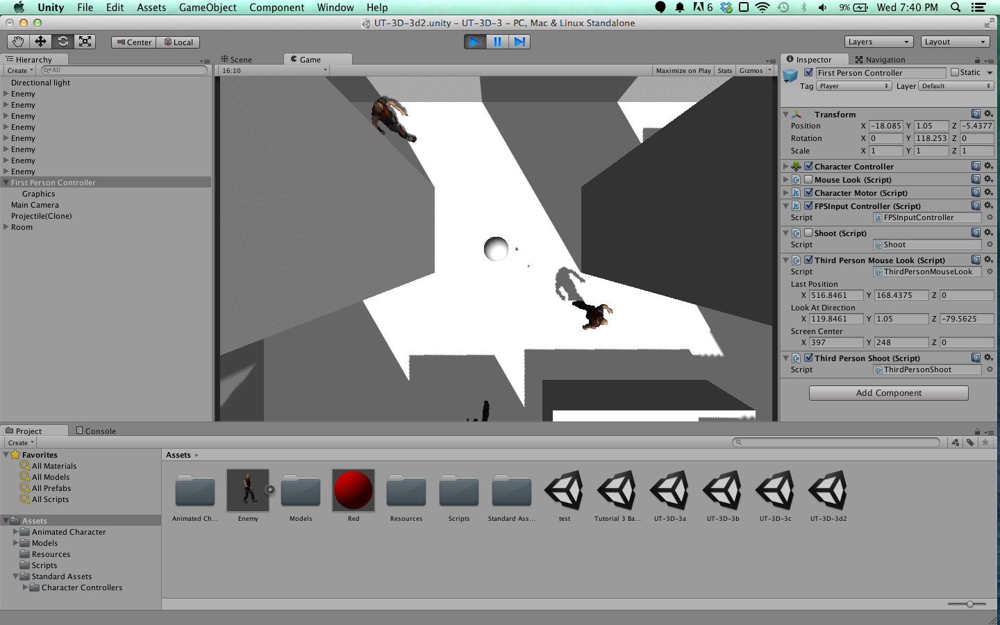 Unity File Edit Assets GameObject Component Window Help 6 9% Wed 7:40 PM
UT-3D-3d2.unity – UT-3D-3 – PC, Mac & Linux Standalone
Center Local Layers Layout
Hierarchy
Create All
Directional light
Enemy
Enemy
Enemy
Enemy
Enemy
Enemy
Enemy
Enemy
First Person Controller
Graphics
Main Camera
Projectile(Clone)
Room
Scene Game
16:10 Maximize on Play Stats Gizmos
Inspector Navigation
First Person Controller Static
Tag Player Layer Default
Transform
Position X -18.085 Y 1.05 Z -5.4377
Rotation X 0 Y 118.253 Z 0
Scale X 1 Y 1 Z 1
Character Controller
Mouse Look (Script)
Character Motor (Script)
FPSInput Controller (Script)
Script FPSInputController
Shoot (Script)
Script Shoot
Third Person Mouse Look (Script)
Script ThirdPersonMouseLook
Last Position
X 516.8461 Y 168.4375 Z 0
Look At Direction
X 119.8461 Y 1.05 Z -79.5625
Screen Center
X 397 Y 248 Z 0
Third Person Shoot (Script)
Script ThirdPersonShoot
Add Component
Project Console
Create
Favorites
All Materials
All Models
All Prefabs
All Scripts
Assets
Animated Character
Models
Resources
Scripts
Standard Assets
Character Controllers
Assets
Animated Ch... Enemy Models Red Resources Scripts Standard Ass... test Tutorial 3 Ba... UT-3D-3a UT-3D-3b UT-3D-3c UT-3D-3d2